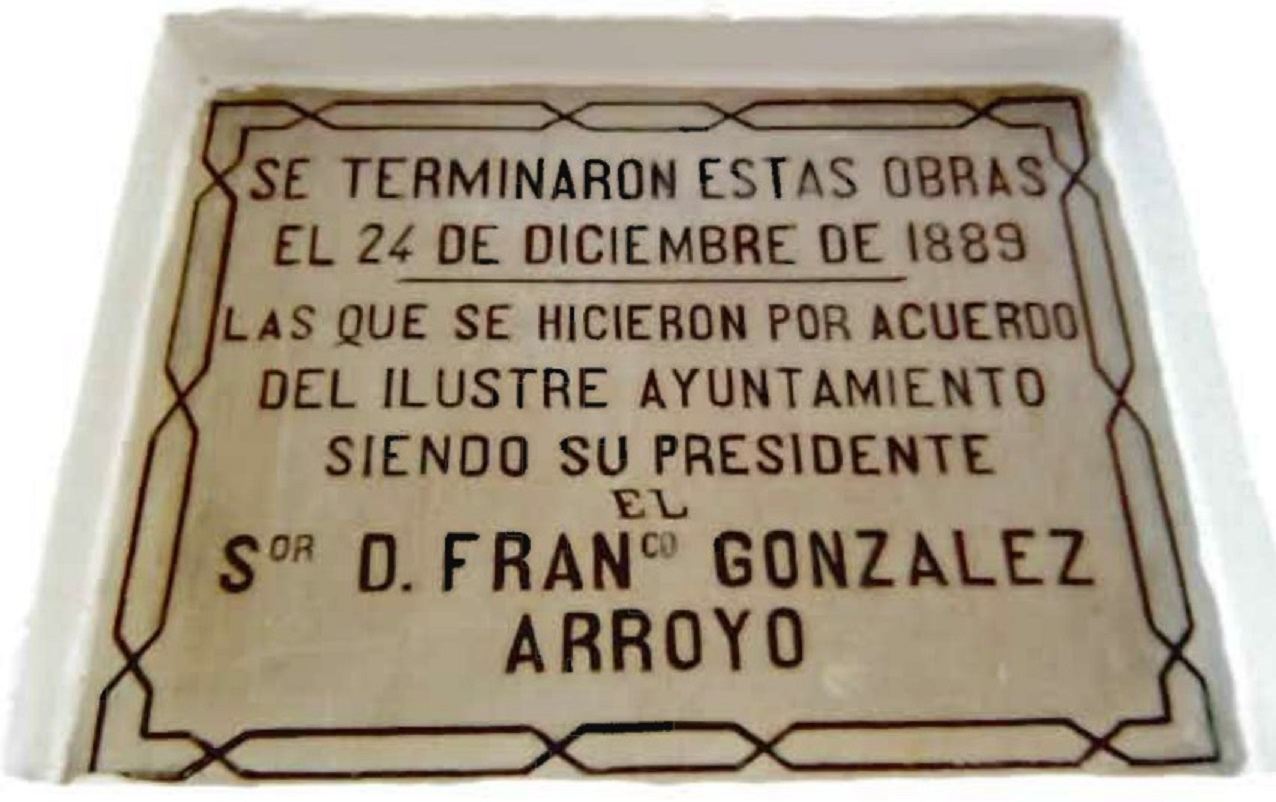 SE TERMINARON ESTAS OBRAS
EL 24 DE DICIEMBRE DE 1889
LAS QUE SE HICIERON POR ACUERDO
DEL ILUSTRE AYUNTAMIENTO
SIENDO SU PRESIDENTE
EL
SOR D. FRANCO GONZALEZ
ARROYO